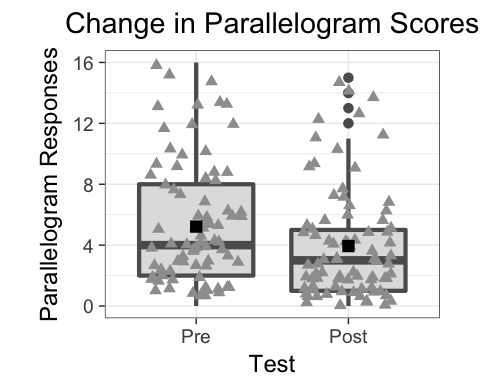 Change in Parallelogram Scores
Parallelogram Responses
16
12
8
4
0
Pre
Post
Test